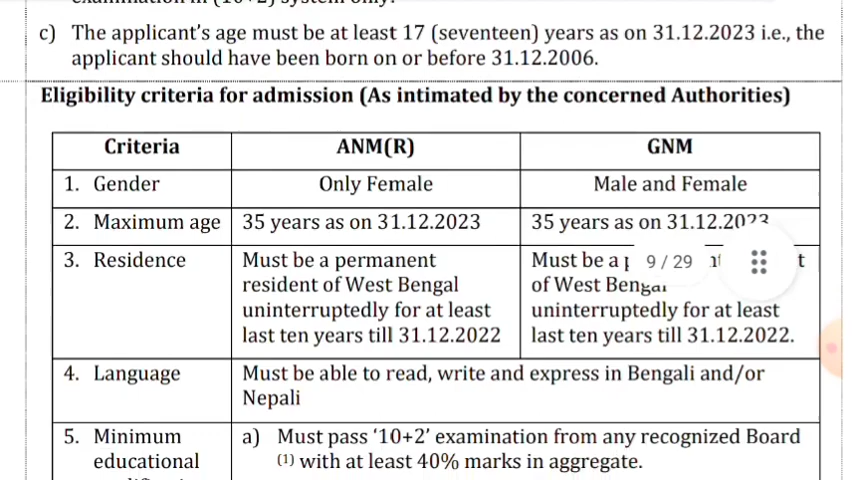 c) The applicant's age must be at least 17 (seventeen) years as on 31.12.2023 i.e., the
applicant should have been born on or before 31.12.2006.
Eligibility criteria for admission (As intimated by the concerned Authorities)
Criteria ANM(R) GNM
1. Gender Only Female Male and Female
2. Maximum age 35 years as on 31.12.2023 35 years as on 31.12.2023
3. Residence Must be a permanent
resident of West Bengal
uninterruptedly for at least
last ten years till 31.12.2022
Must be a
of West Bengal
uninterruptedly for at least
last ten years till 31.12.2022.
9 / 29
4. Language Must be able to read, write and express in Bengali and/or
Nepali
5. Minimum
educational
a) Must pass '10+2' examination from any recognized Board
(1) with at least 40% marks in aggregate.